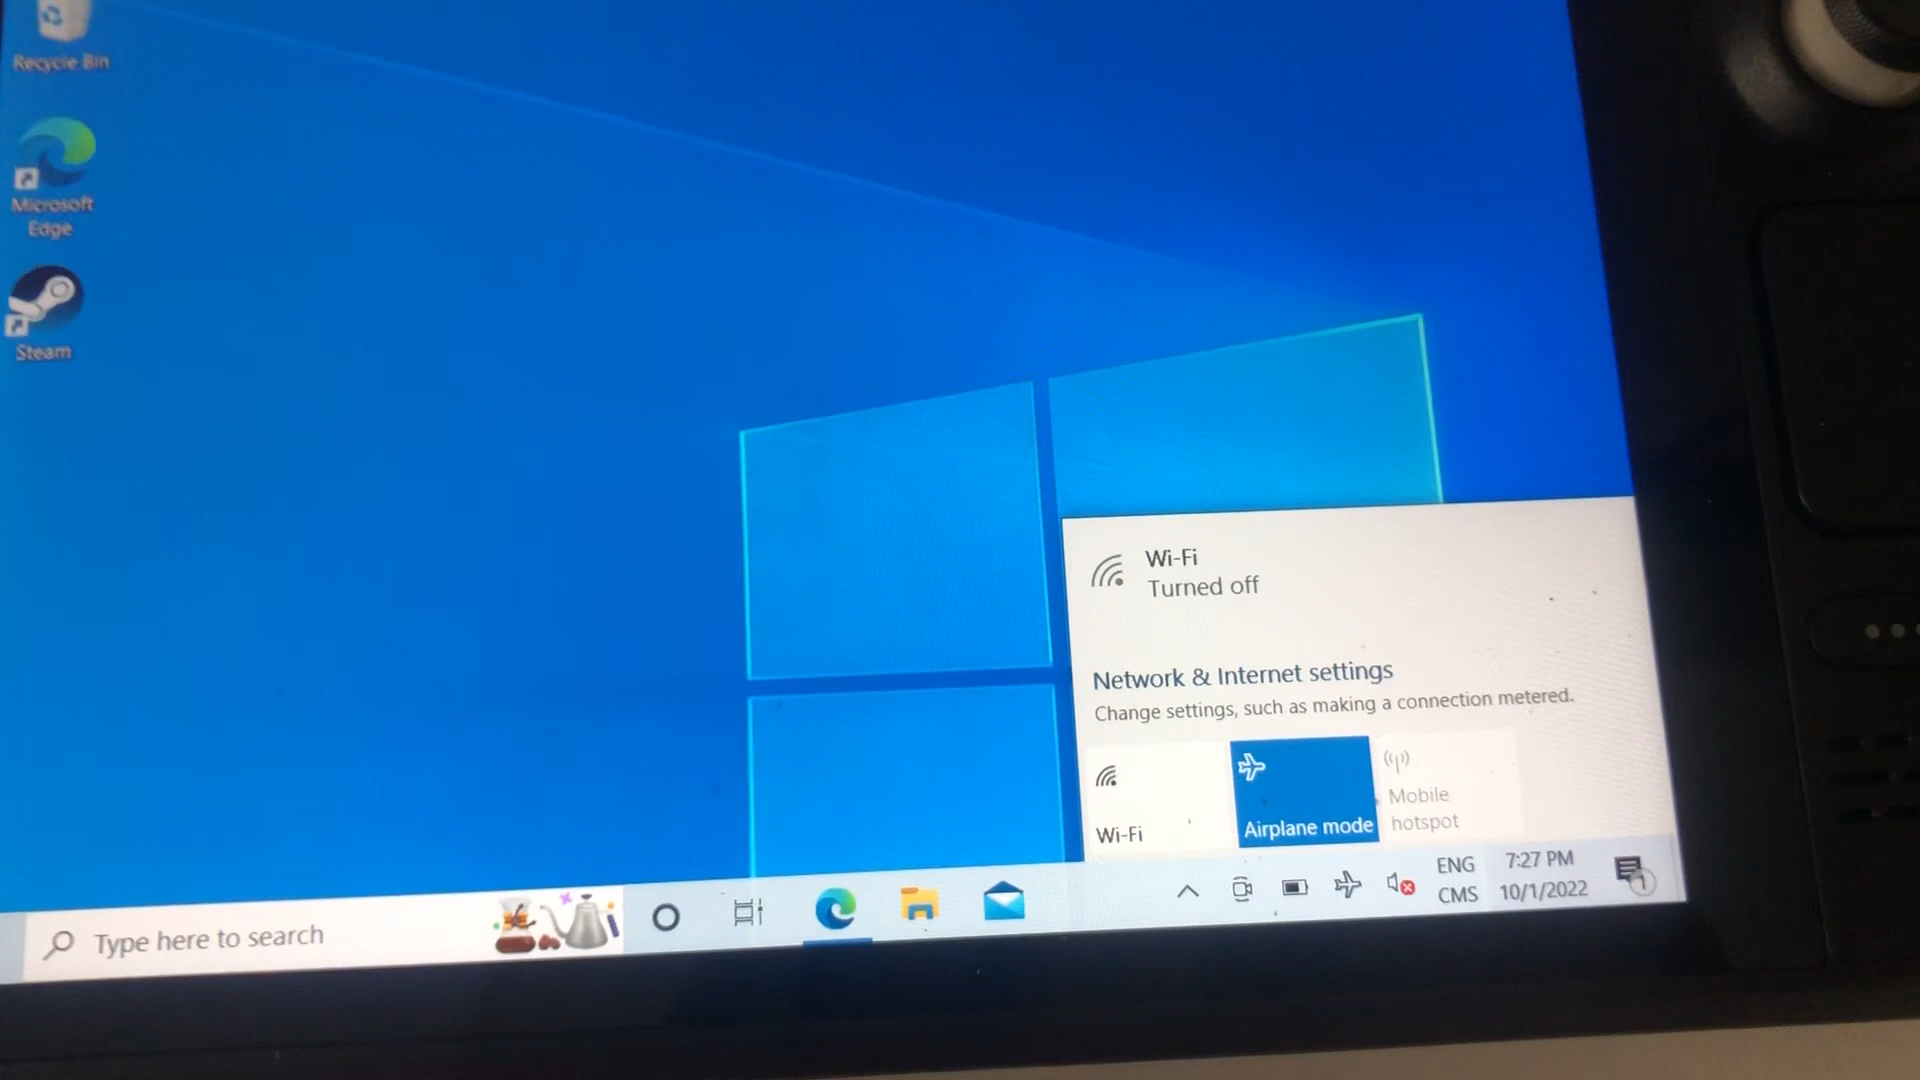 Recycle Bin
Microsoft
Edge
Steam
Wi-Fi
Turned off
Network & Internet settings
Change settings, such as making a connection metered.
Wi-Fi
Airplane mode
Mobile
hotspot
Type here to search
ENG
CMS
7:27 PM
10/1/2022
1